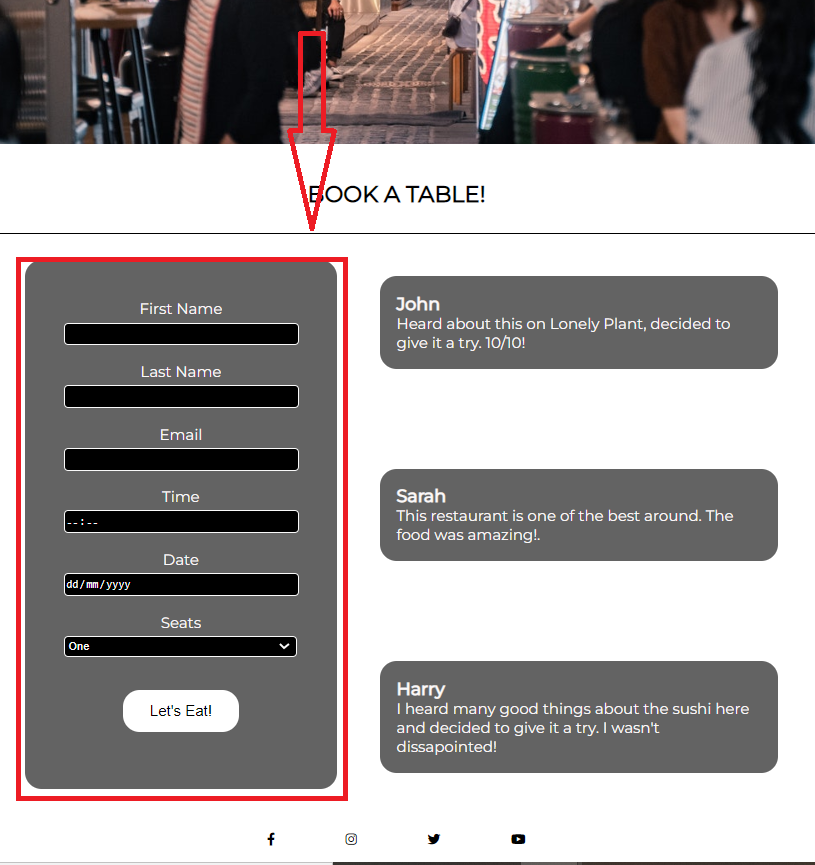 BOOK A TABLE!
First Name
Last Name
Email
Time
--:--
Date
dd/mm/yyyy
Seats
One
Let's Eat!
John
Heard about this on Lonely Plant, decided to
give it a try. 10/10!
Sarah
This restaurant is one of the best around. The
food was amazing!.
Harry
I heard many good things about the sushi here
and decided to give it a try. I wasn't
dissapointed!